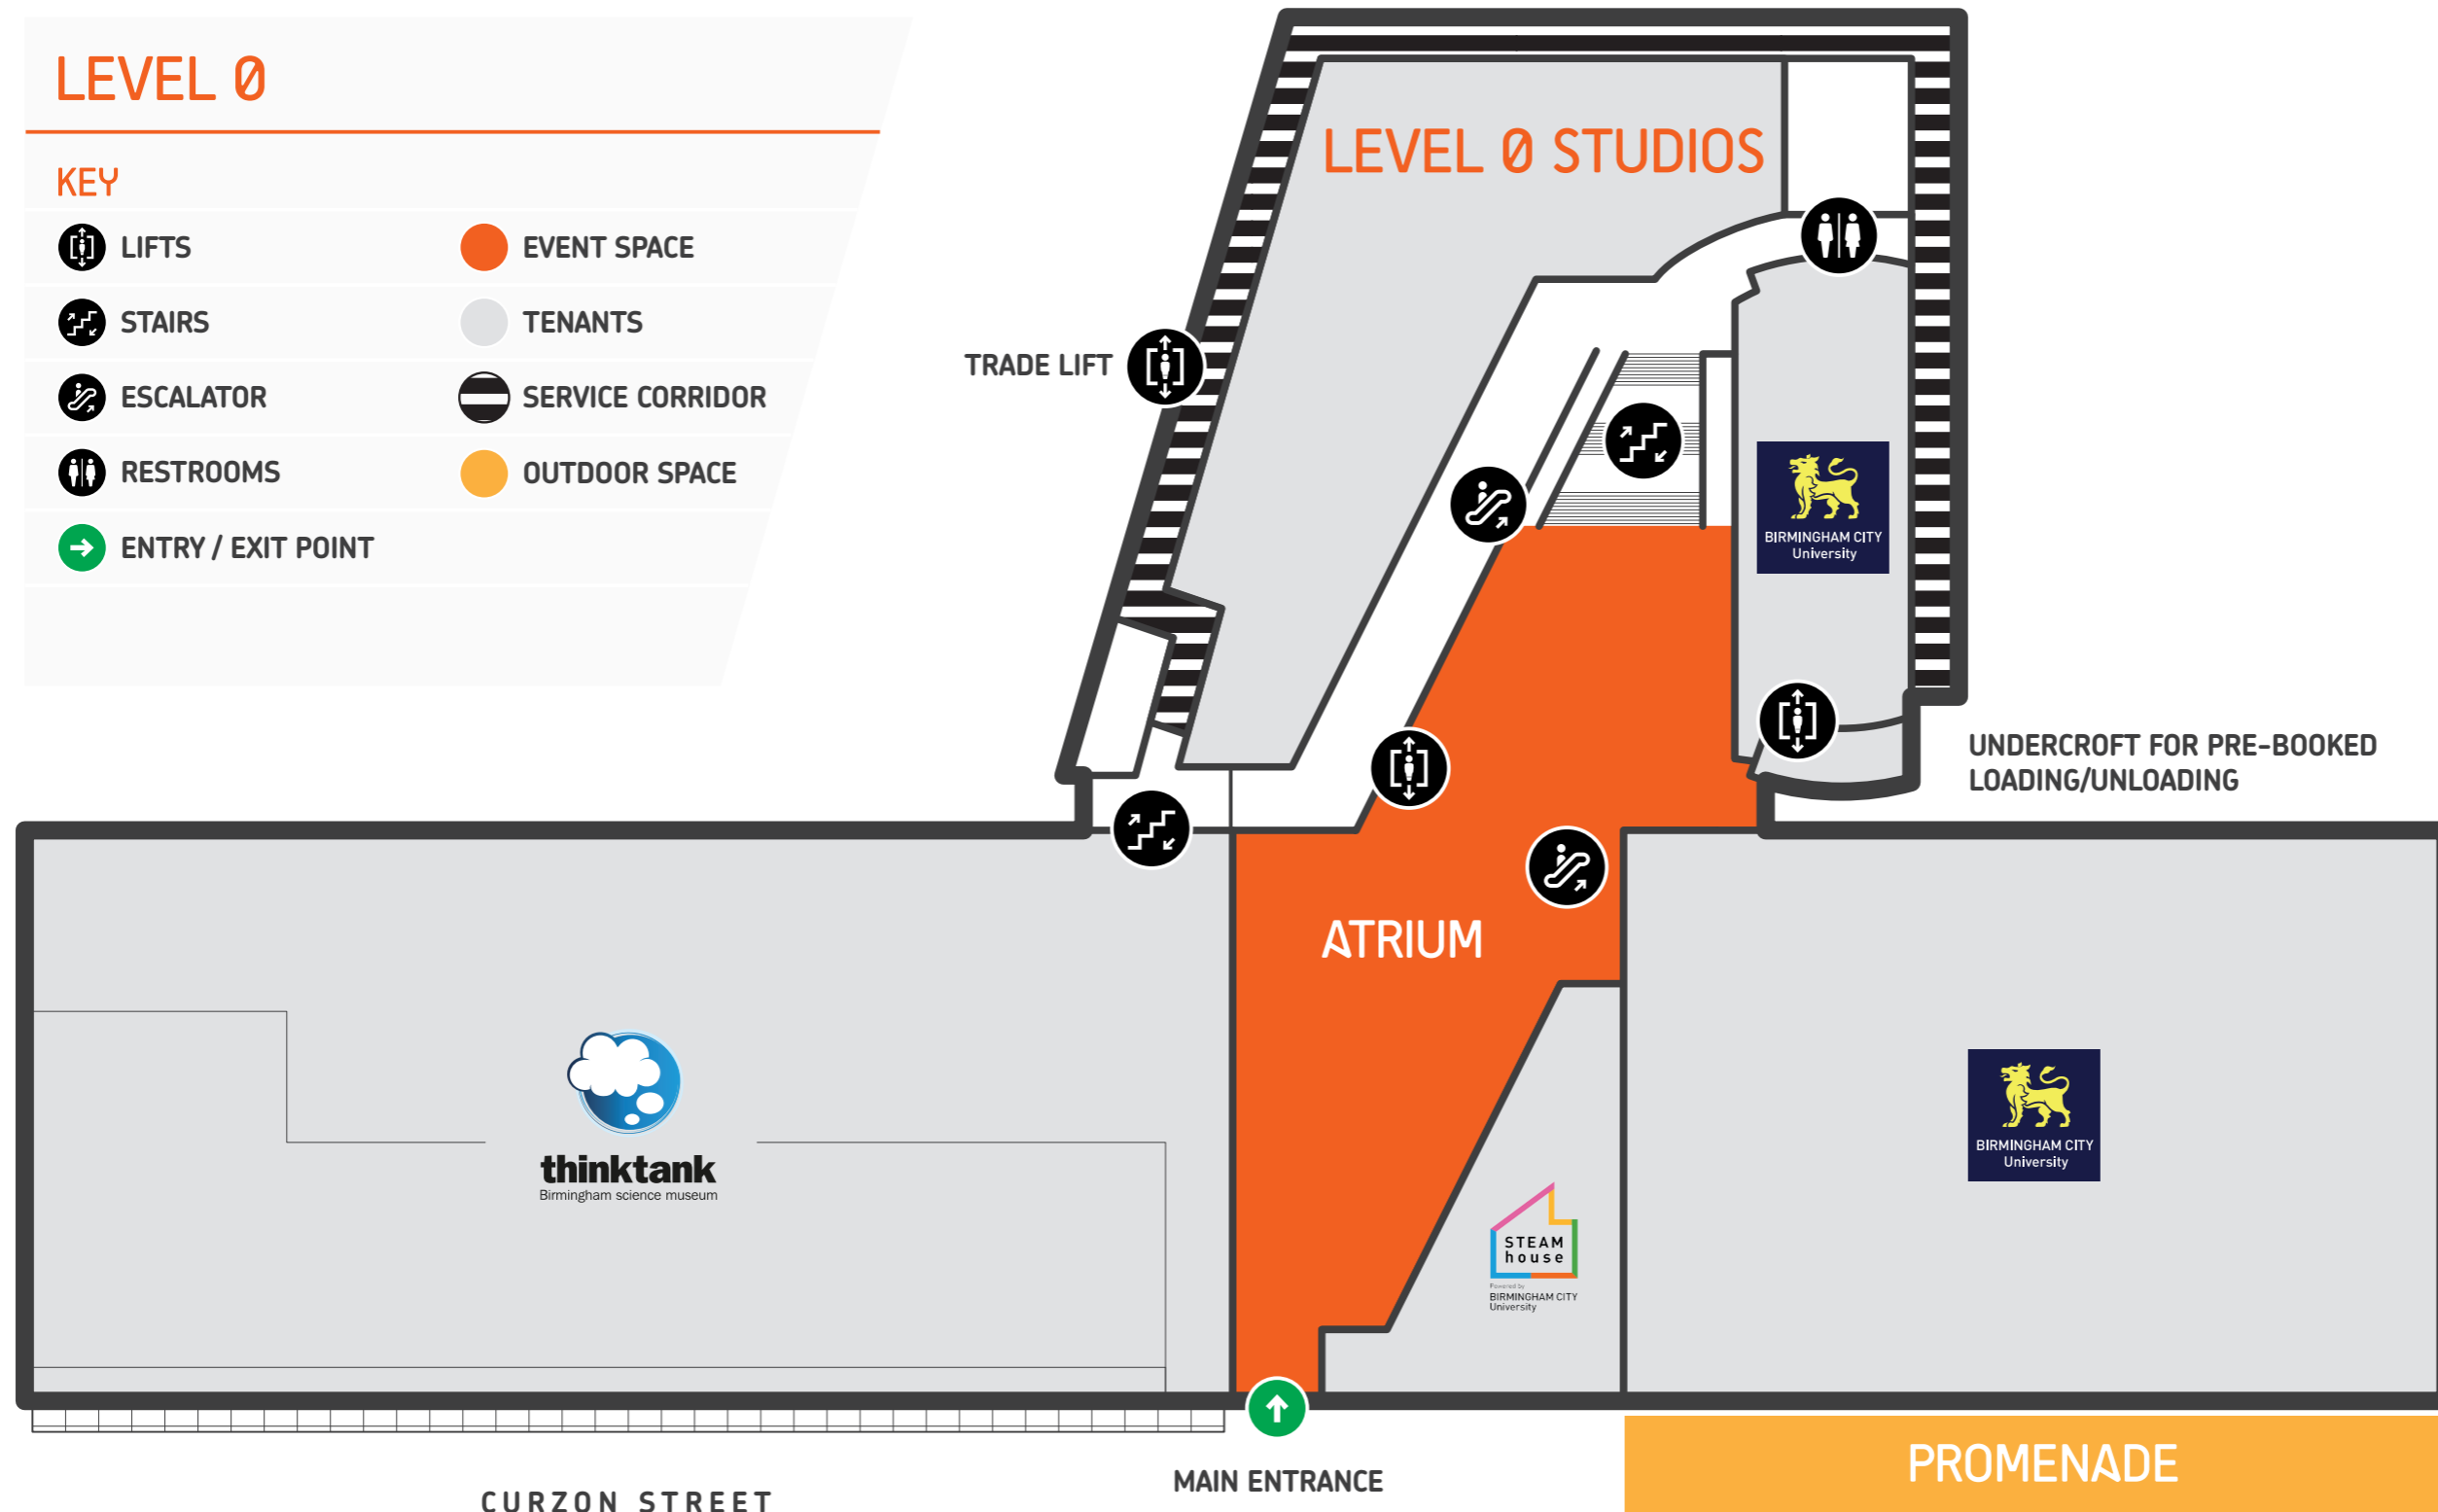 LEVEL 0
KEY
LIFTS
STAIRS
ESCALATOR
RESTROOMS
ENTRY / EXIT POINT
EVENT SPACE
TENANTS
SERVICE CORRIDOR
OUTDOOR SPACE
LEVEL 0 STUDIOS
TRADE LIFT
BIRMINGHAM CITY
University
UNDERCROFT FOR PRE-BOOKED
LOADING/UNLOADING
ATRIUM
thinktank
Birmingham science museum
STEAM
house
Powered by
BIRMINGHAM CITY
University
BIRMINGHAM CITY
University
MAIN ENTRANCE
CURZON STREET
PROMENADE